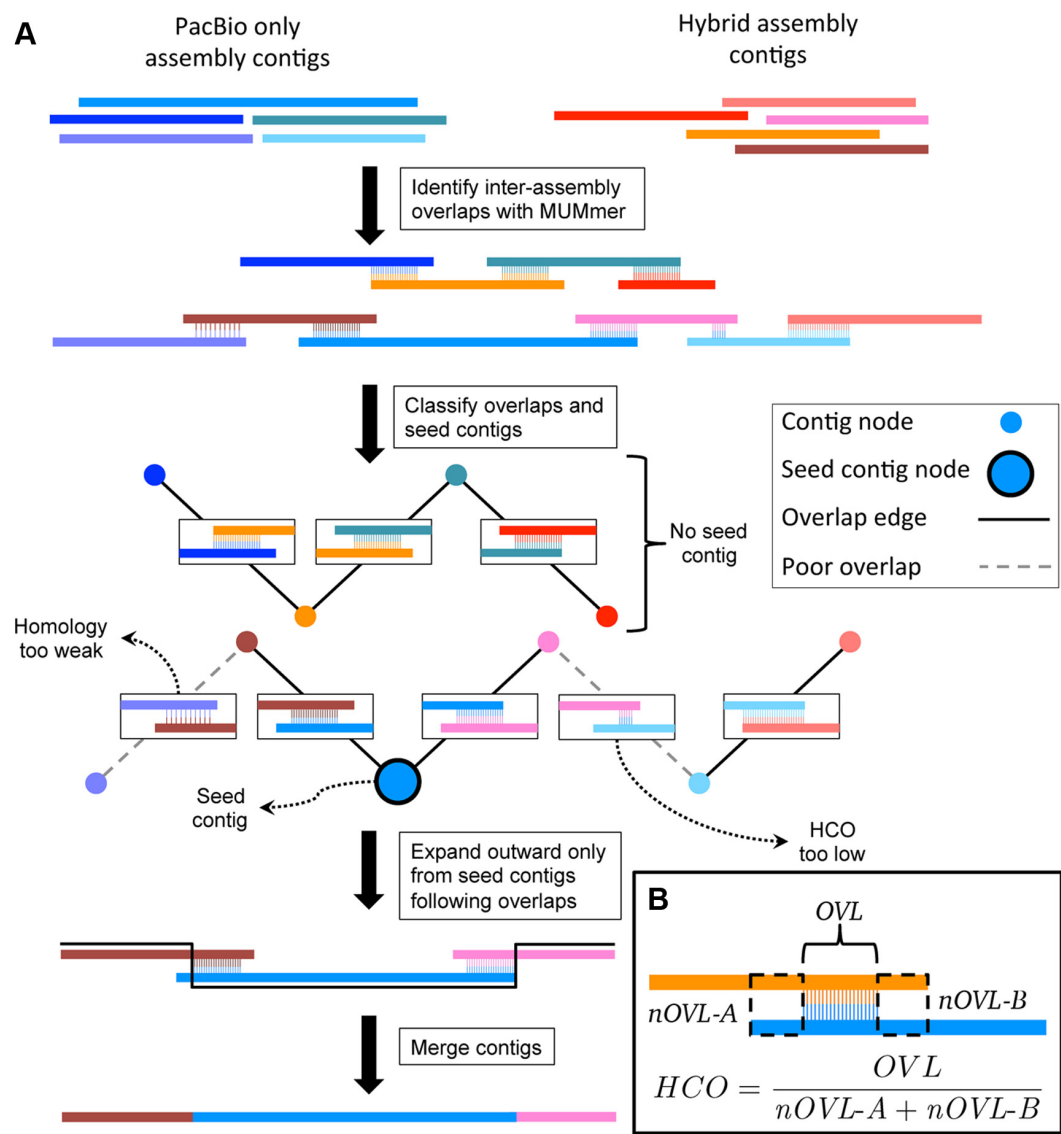 A
PacBio only
assembly contigs
Hybrid assembly
contigs
Identify inter-assembly
overlaps with MUMmer
Classify overlaps and
seed contigs
Contig node
Seed contig node
Overlap edge
Poor overlap
No seed
contig
Homology
too weak
Seed
contig
HCO
too low
Expand outward only
from seed contigs
following overlaps
Merge contigs
B
OVL
nOVL-A
nOVL-B
HCO = OVL / nOVL-A + nOVL-B